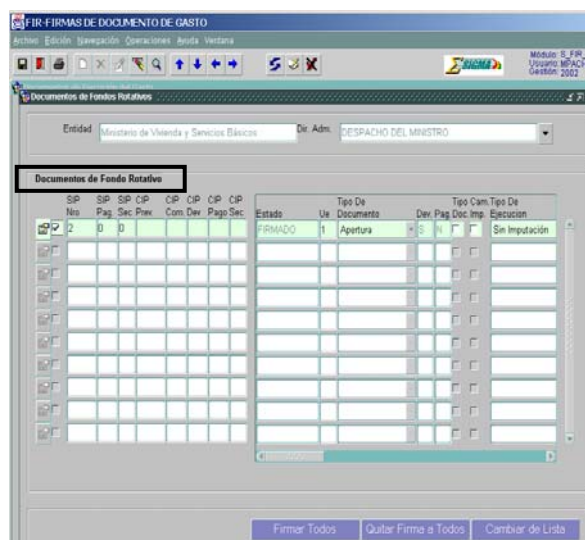 FIR-FIRMAS DE DOCUMENTO DE GASTO
Archivo Edición Navegación Operaciones Ayuda Ventana
SIGMA
Módulo: S_FIR_
Usuario: MPACH
Gestión: 2002
Documentos de Fondos Rotativos
Entidad Ministerio de Vivienda y Servicios Básicos Dir. Adm. DESPACHO DEL MINISTRO
Documentos de Fondo Rotativo
SIP SIP SIP CIP CIP CIP CIP CIP Tipo De Tipo Cam. Tipo De
Nro Pag. Sec Prev Com. Dev Pago Sec Estado Ue Documento Dev. Pag. Doc. Imp. Ejecucion
2 0 0 FIRMADO 1 Apertura S N Sin Imputación
Firmar Todos Quitar Firma a Todos Cambiar de Lista